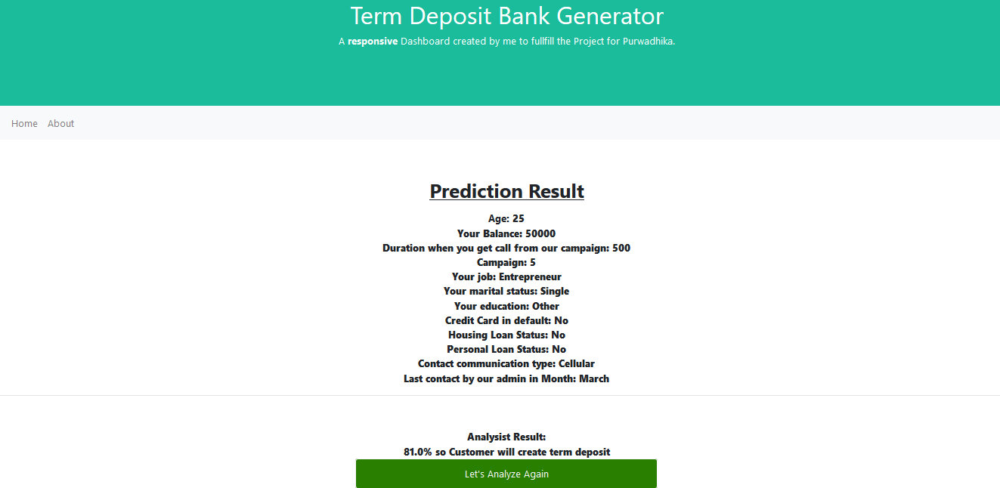 Term Deposit Bank Generator
A responsive Dashboard created by me to fullfill the Project for Purwadhika.
Home About
Prediction Result
Age: 25
Your Balance: 50000
Duration when you get call from our campaign: 500
Campaign: 5
Your job: Entrepreneur
Your marital status: Single
Your education: Other
Credit Card in default: No
Housing Loan Status: No
Personal Loan Status: No
Contact communication type: Cellular
Last contact by our admin in Month: March
Analysist Result:
81.0% so Customer will create term deposit
Let's Analyze Again